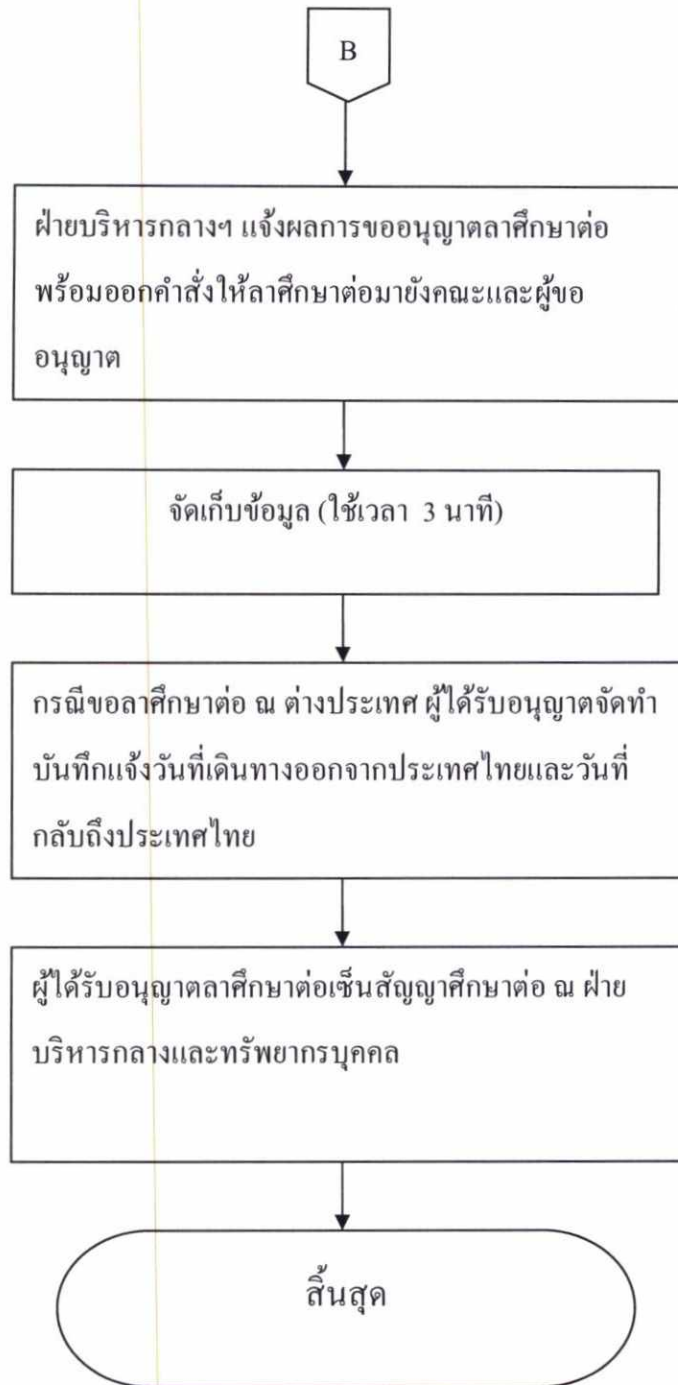 B
ฝ่ายบริหารกลางฯ แจ้งผลการขออนุญาตลาศึกษาต่อ
พร้อมออกคำสั่งให้ลาศึกษาต่อมายังคณะและผู้ขอ
อนุญาต
จัดเก็บข้อมูล (ใช้เวลา 3 นาที)
กรณีขอลาศึกษาต่อ ณ ต่างประเทศ ผู้ได้รับอนุญาตจัดทำ
บันทึกแจ้งวันที่เดินทางออกจากประเทศไทยและวันที่
กลับถึงประเทศไทย
ผู้ได้รับอนุญาตลาศึกษาต่อเซ็นสัญญาศึกษาต่อ ณ ฝ่าย
บริหารกลางและทรัพยากรบุคคล
สิ้นสุด